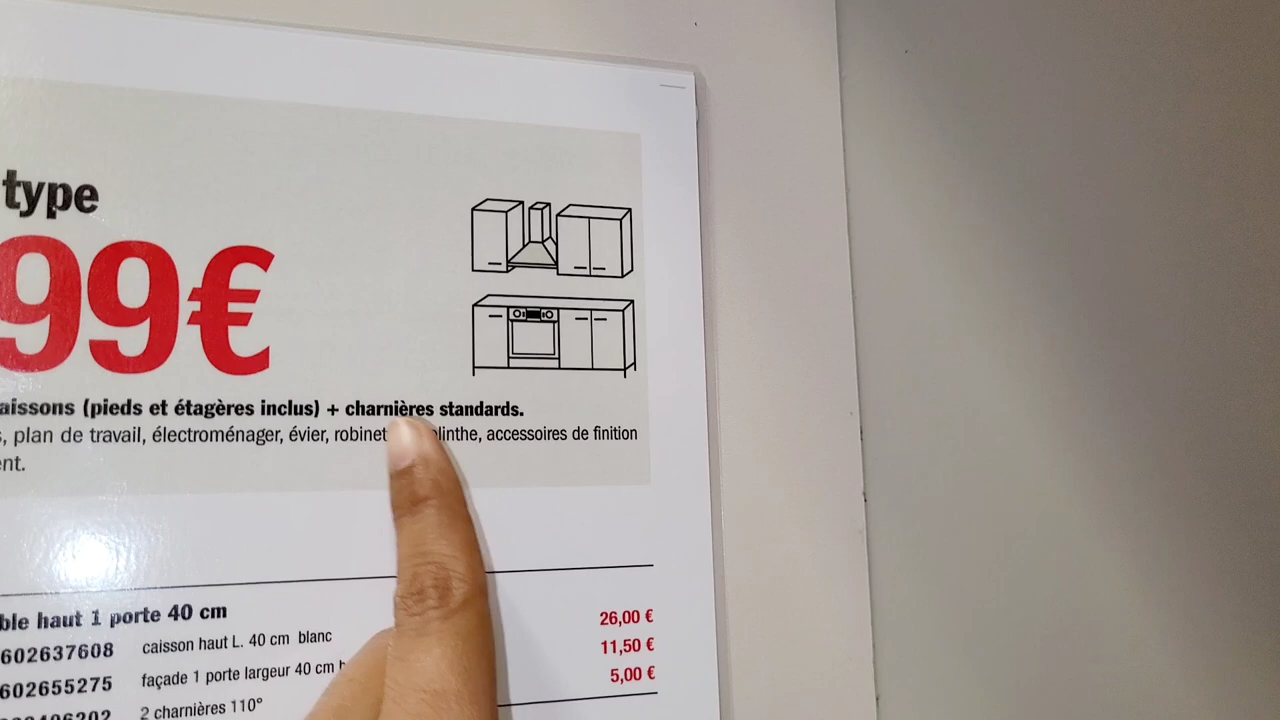 type
99€
aissons (pieds et étagères inclus) + charnières standards.
, plan de travail, électroménager, évier, robinet linthe, accessoires de finition
ent.
ble haut 1 porte 40 cm
602637608 caisson haut L. 40 cm blanc 26,00 €
602655275 façade 1 porte largeur 40 cm 11,50 €
2 charnières 110° 5,00 €